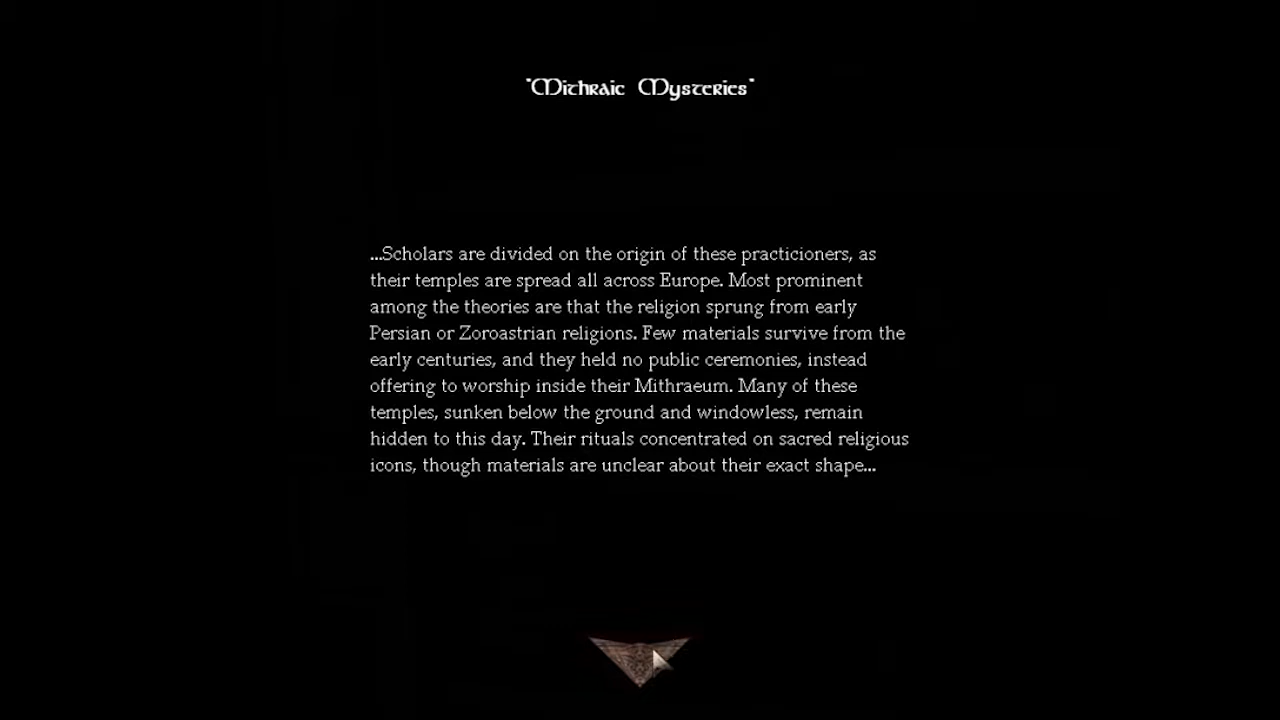 "Mithraic Mysteries"
...Scholars are divided on the origin of these practicioners, as
their temples are spread all across Europe. Most prominent
among the theories are that the religion sprung from early
Persian or Zoroastrian religions. Few materials survive from the
early centuries, and they held no public ceremonies, instead
offering to worship inside their Mithraeum. Many of these
temples, sunken below the ground and windowless, remain
hidden to this day. Their rituals concentrated on sacred religious
icons, though materials are unclear about their exact shape...